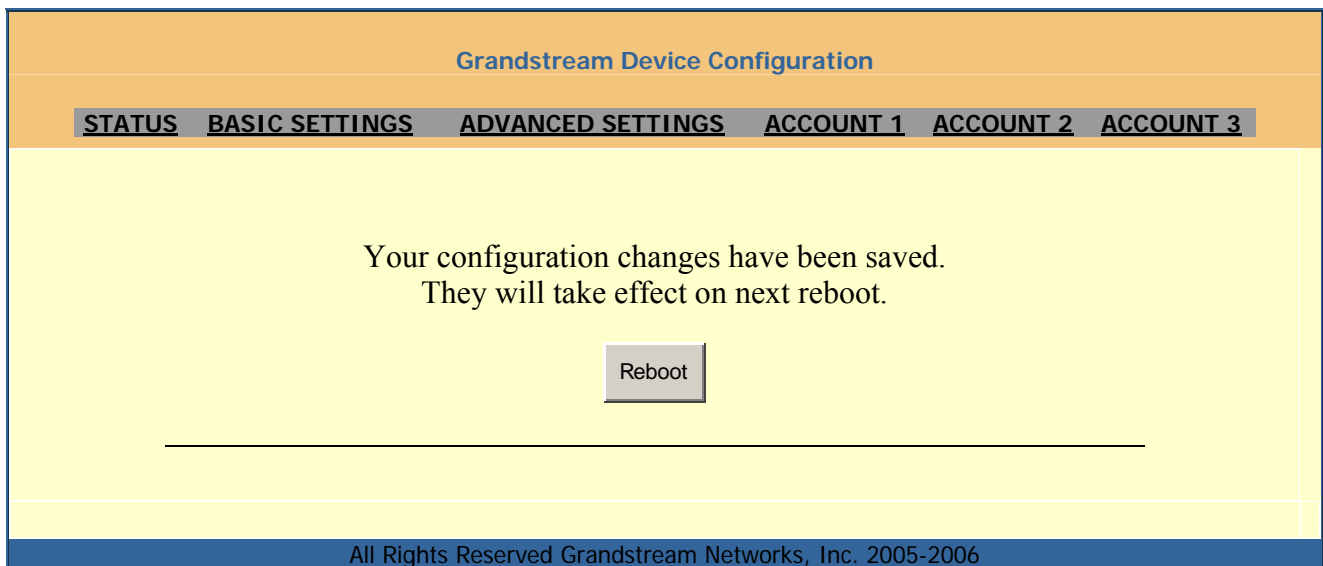 Grandstream Device Configuration
STATUS BASIC SETTINGS ADVANCED SETTINGS ACCOUNT 1 ACCOUNT 2 ACCOUNT 3
Your configuration changes have been saved.
They will take effect on next reboot.
Reboot
All Rights Reserved Grandstream Networks, Inc. 2005-2006